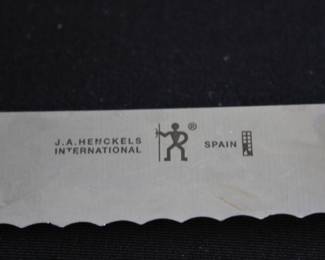 J.A.HENCKELS
INTERNATIONAL
®
SPAIN